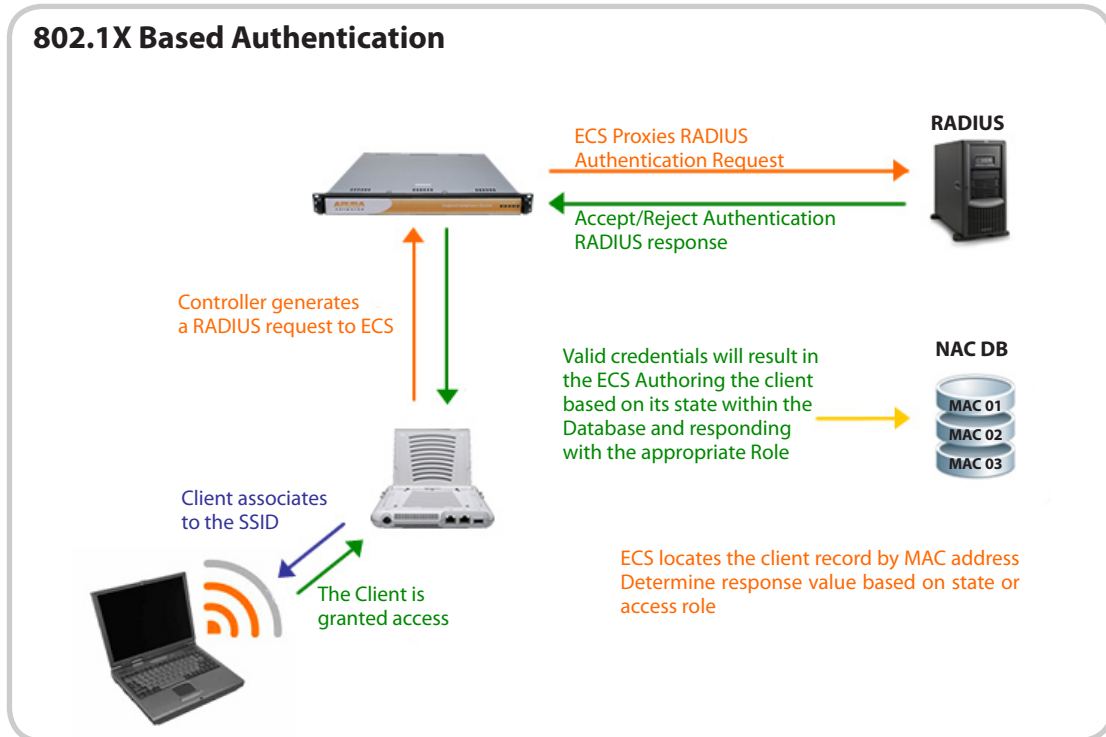 802.1X Based Authentication
ECS Proxies RADIUS
Authentication Request
RADIUS
Accept/Reject Authentication
RADIUS response
Controller generates
a RADIUS request to ECS
Valid credentials will result in
the ECS Authoring the client
based on its state within the
Database and responding
with the appropriate Role
NAC DB
MAC 01
MAC 02
MAC 03
Client associates
to the SSID
The Client is
granted access
ECS locates the client record by MAC address
Determine response value based on state or
access role